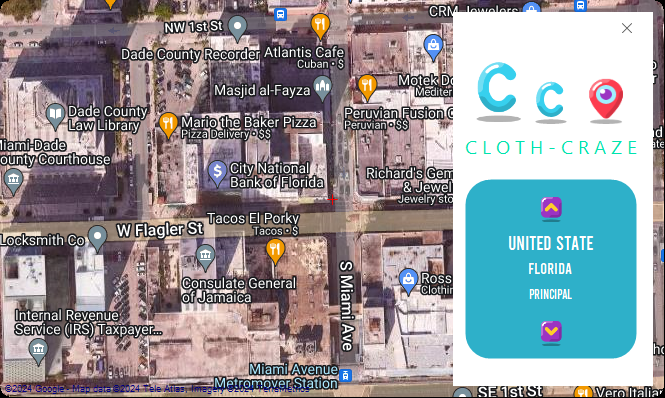 CRM Jewelers
NW 1st St
Dade County Recorder
Atlantis Cafe
Cuban • $
Masjid al-Fayza
Motek Do
Mediter
Dade County
Law Library
Mario the Baker Pizza
Pizza Delivery • $$
Peruvian Fusion C
Peruvian • $$
Miami-Dade
ounty Courthouse
City National
Bank of Florida
Richard's Gem
& Jewel
Jewelry sto
Tacos El Porky
Tacos • $
W Flagler St
Locksmith Co
Consulate General
of Jamaica
S Miami Ave
Ross
Clothin
Internal Revenue
Service (IRS) Taxpayer...
Miami Avenue
Metromover Station
SE 1st St
Vero Italia
©2024 Google - Map data ©2024 Tele Atlas, Imagery ©2024 TerraMetrics
C c
CLOTH-CRAZE
UNITED STATE
FLORIDA
PRINCIPAL